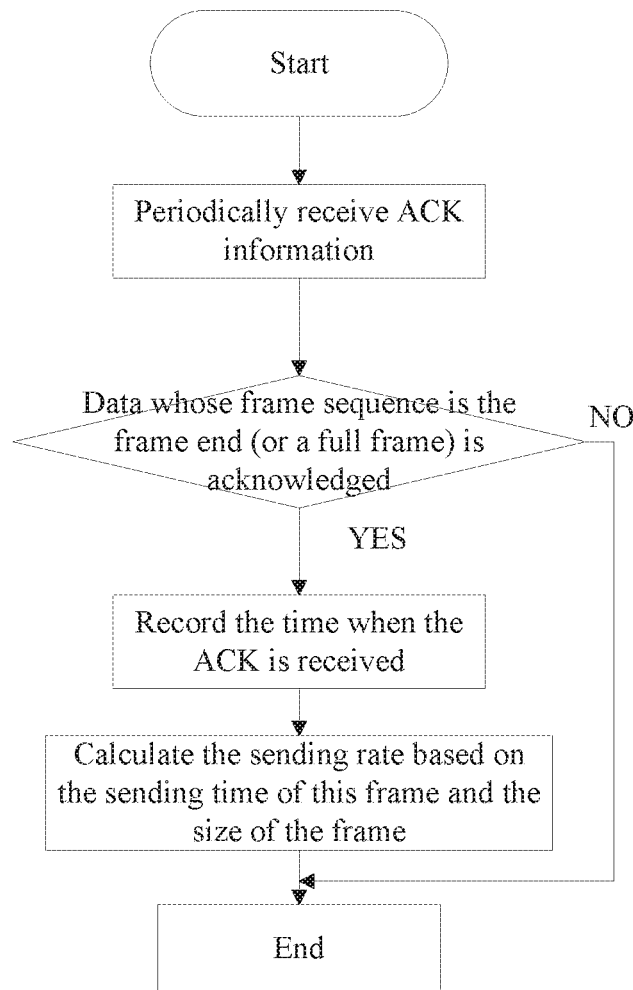 Start
Periodically receive ACK
information
Data whose frame sequence is the
frame end (or a full frame) is
acknowledged
NO
YES
Record the time when the
ACK is received
Calculate the sending rate based on
the sending time of this frame and the
size of the frame
End